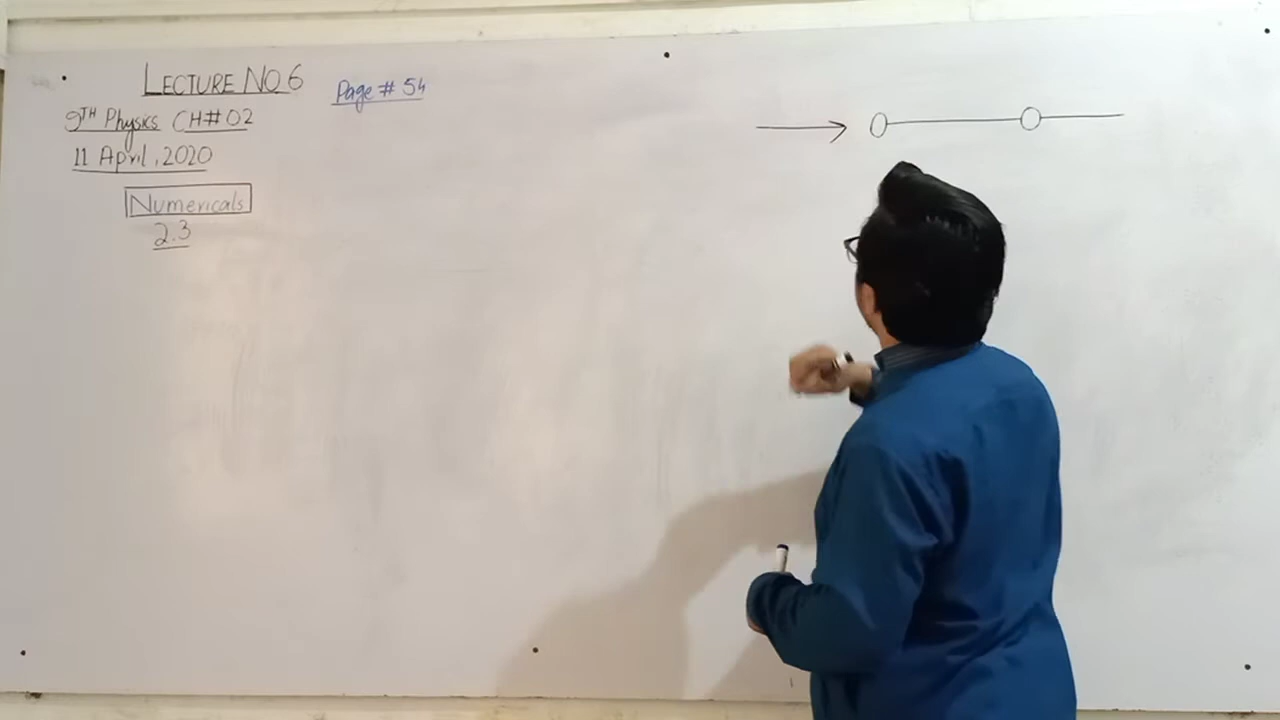 LECTURE NO 6
Page # 54
9TH Physics CH#02
11 April, 2020
Numericals
2.3